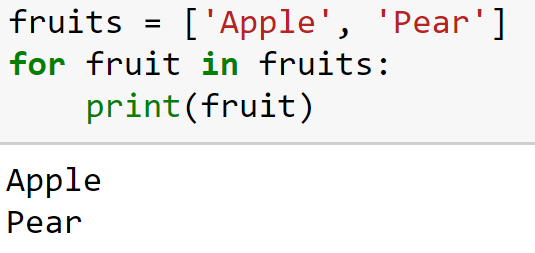 fruits = ['Apple', 'Pear']
for fruit in fruits:
    print(fruit)
Apple
Pear